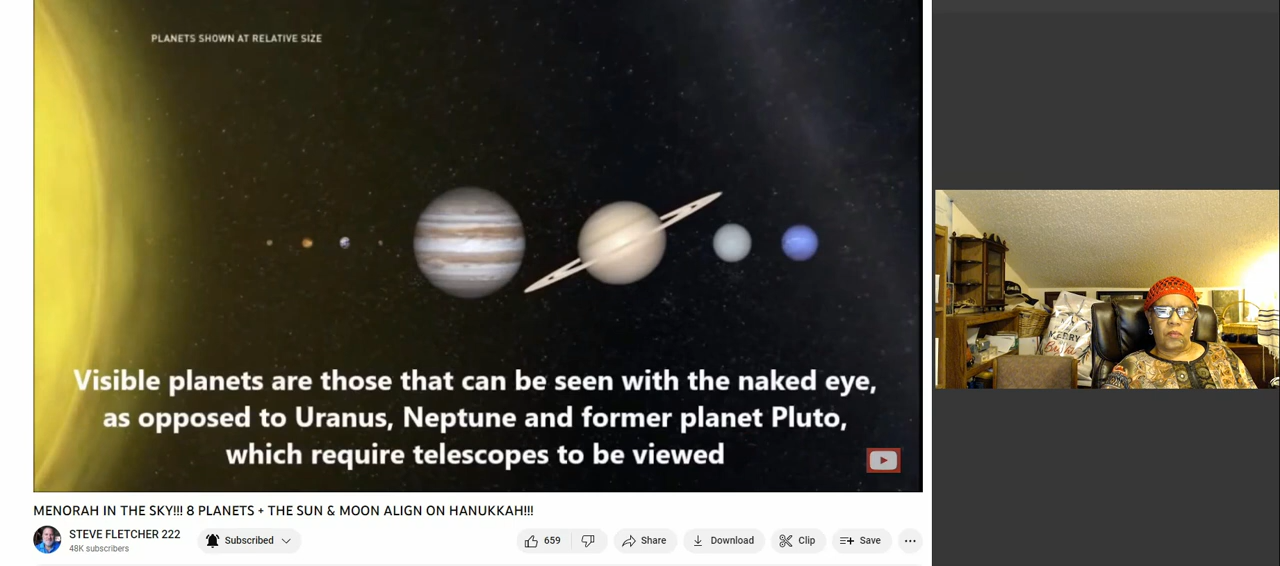 PLANETS SHOWN AT RELATIVE SIZE
Visible planets are those that can be seen with the naked eye,
as opposed to Uranus, Neptune and former planet Pluto,
which require telescopes to be viewed
MENORAH IN THE SKY!!! 8 PLANETS + THE SUN & MOON ALIGN ON HANUKKAH!!!
STEVE FLETCHER 222
48K subscribers
Subscribed
659
Share
Download
Clip
Save